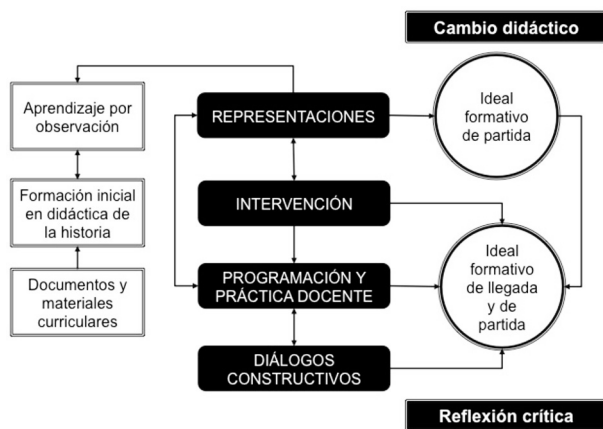 Cambio didáctico
Aprendizaje por
observación
REPRESENTACIONES
Ideal
formativo
de partida
Formación inicial
en didáctica de
la historia
INTERVENCIÓN
Documentos y
materiales
curriculares
PROGRAMACIÓN Y
PRÁCTICA DOCENTE
Ideal
formativo
de llegada
y de
partida
DIÁLOGOS
CONSTRUCTIVOS
Reflexión crítica